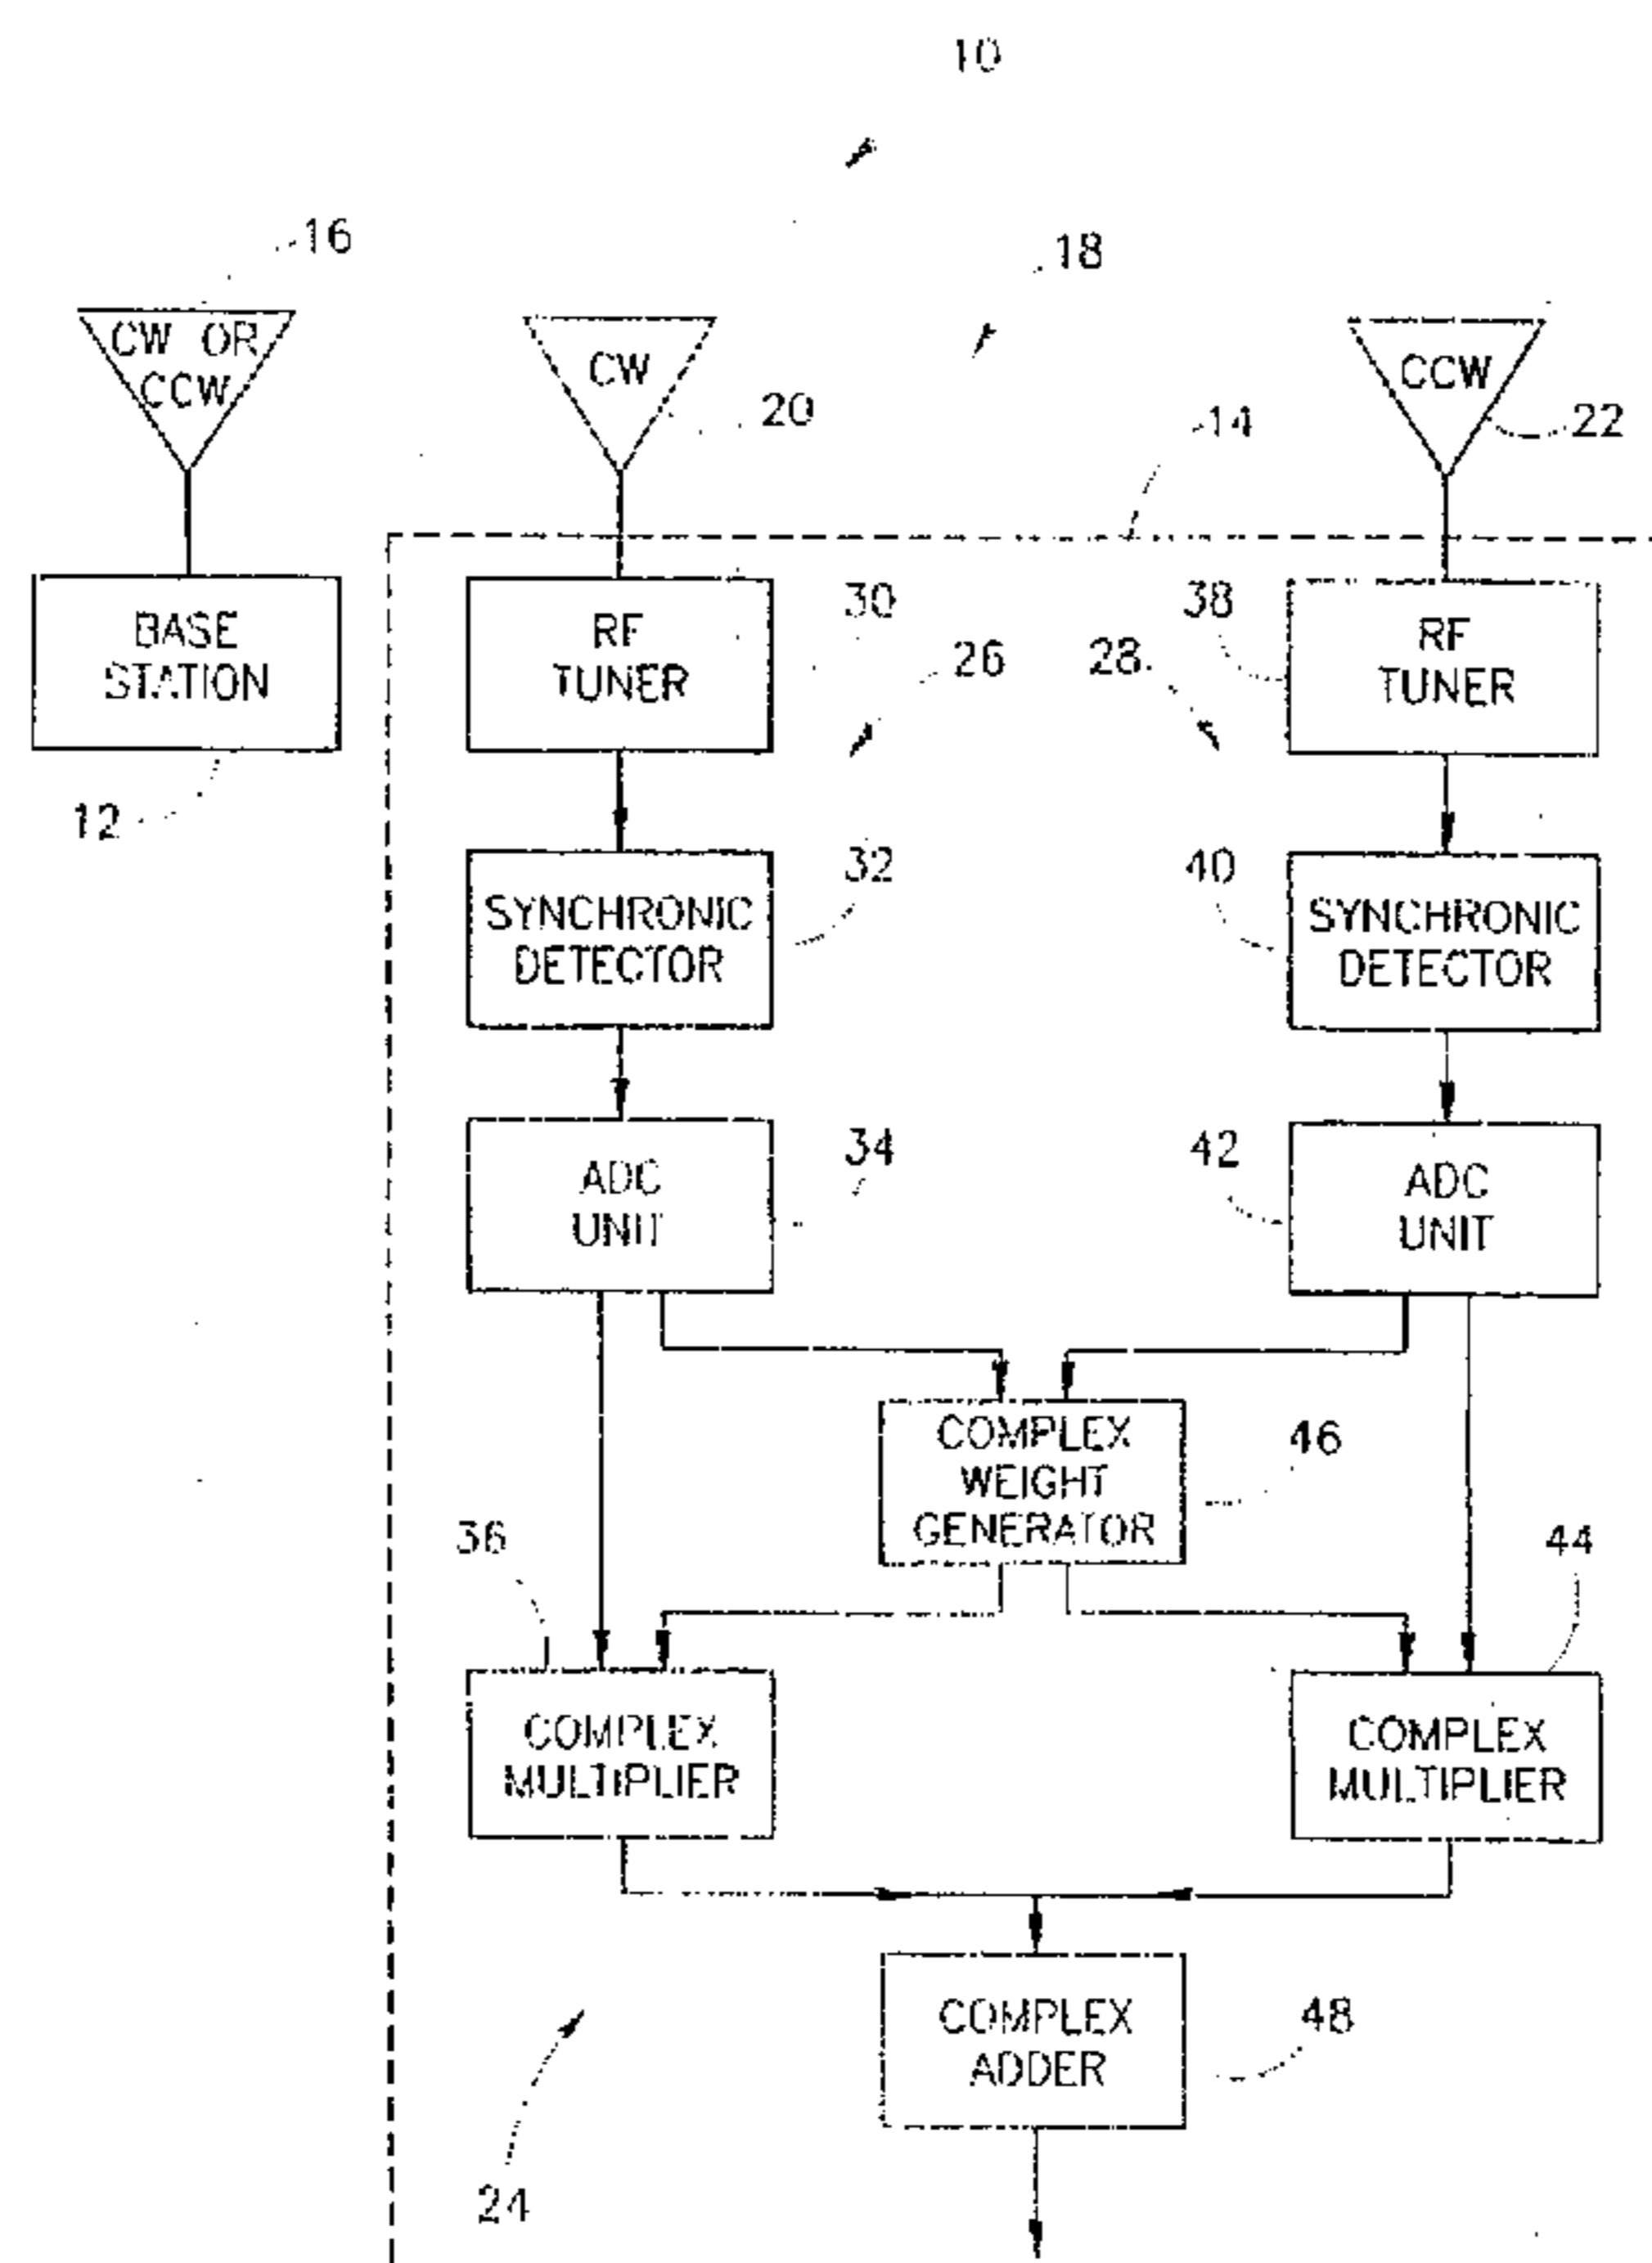 10
16
18
CW OR
CCW
CW
CCW
20
14
22
BASE
STATION
RF
TUNER
30
26
28
38
RF
TUNER
12
SYNCHRONIC
DETECTOR
32
40
SYNCHRONIC
DETECTOR
ADC
UNIT
34
42
ADC
UNIT
COMPLEX
WEIGHT
GENERATOR
46
36
44
COMPLEX
MULTIPLIER
COMPLEX
MULTIPLIER
COMPLEX
ADDER
48
24